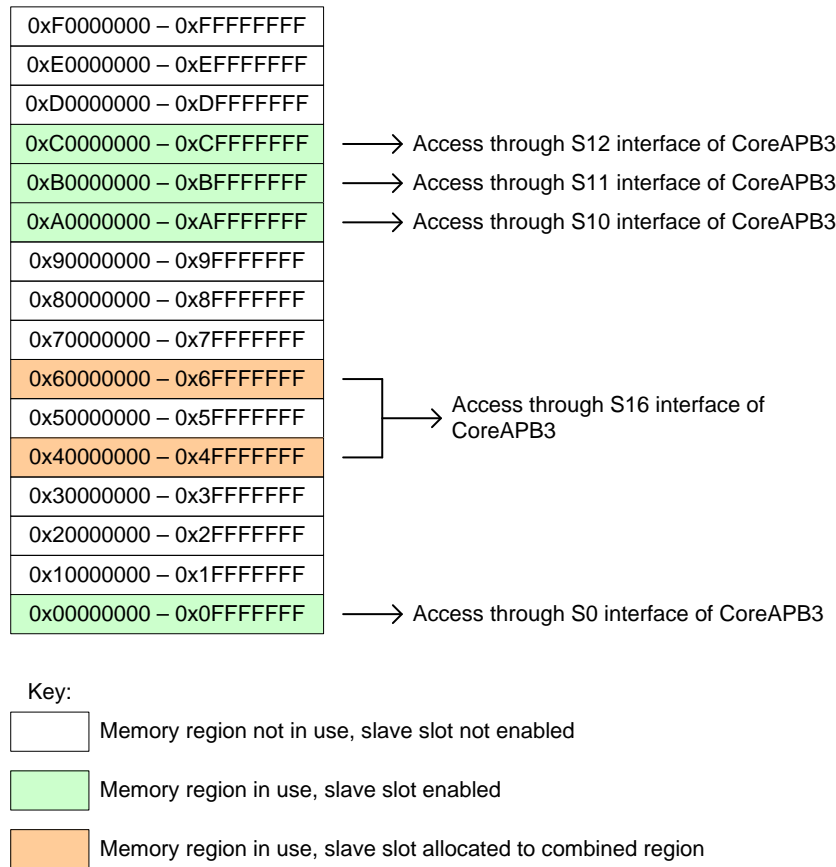 0xF0000000 – 0xFFFFFFFF
0xE0000000 – 0xEFFFFFFF
0xD0000000 – 0xDFFFFFFF
0xC0000000 – 0xCFFFFFFF
Access through S12 interface of CoreAPB3
0xB0000000 – 0xBFFFFFFF
Access through S11 interface of CoreAPB3
0xA0000000 – 0xAFFFFFFF
Access through S10 interface of CoreAPB3
0x90000000 – 0x9FFFFFFF
0x80000000 – 0x8FFFFFFF
0x70000000 – 0x7FFFFFFF
0x60000000 – 0x6FFFFFFF
0x50000000 – 0x5FFFFFFF
Access through S16 interface of
CoreAPB3
0x40000000 – 0x4FFFFFFF
0x30000000 – 0x3FFFFFFF
0x20000000 – 0x2FFFFFFF
0x10000000 – 0x1FFFFFFF
0x00000000 – 0x0FFFFFFF
Access through S0 interface of CoreAPB3
Key:
Memory region not in use, slave slot not enabled
Memory region in use, slave slot enabled
Memory region in use, slave slot allocated to combined region